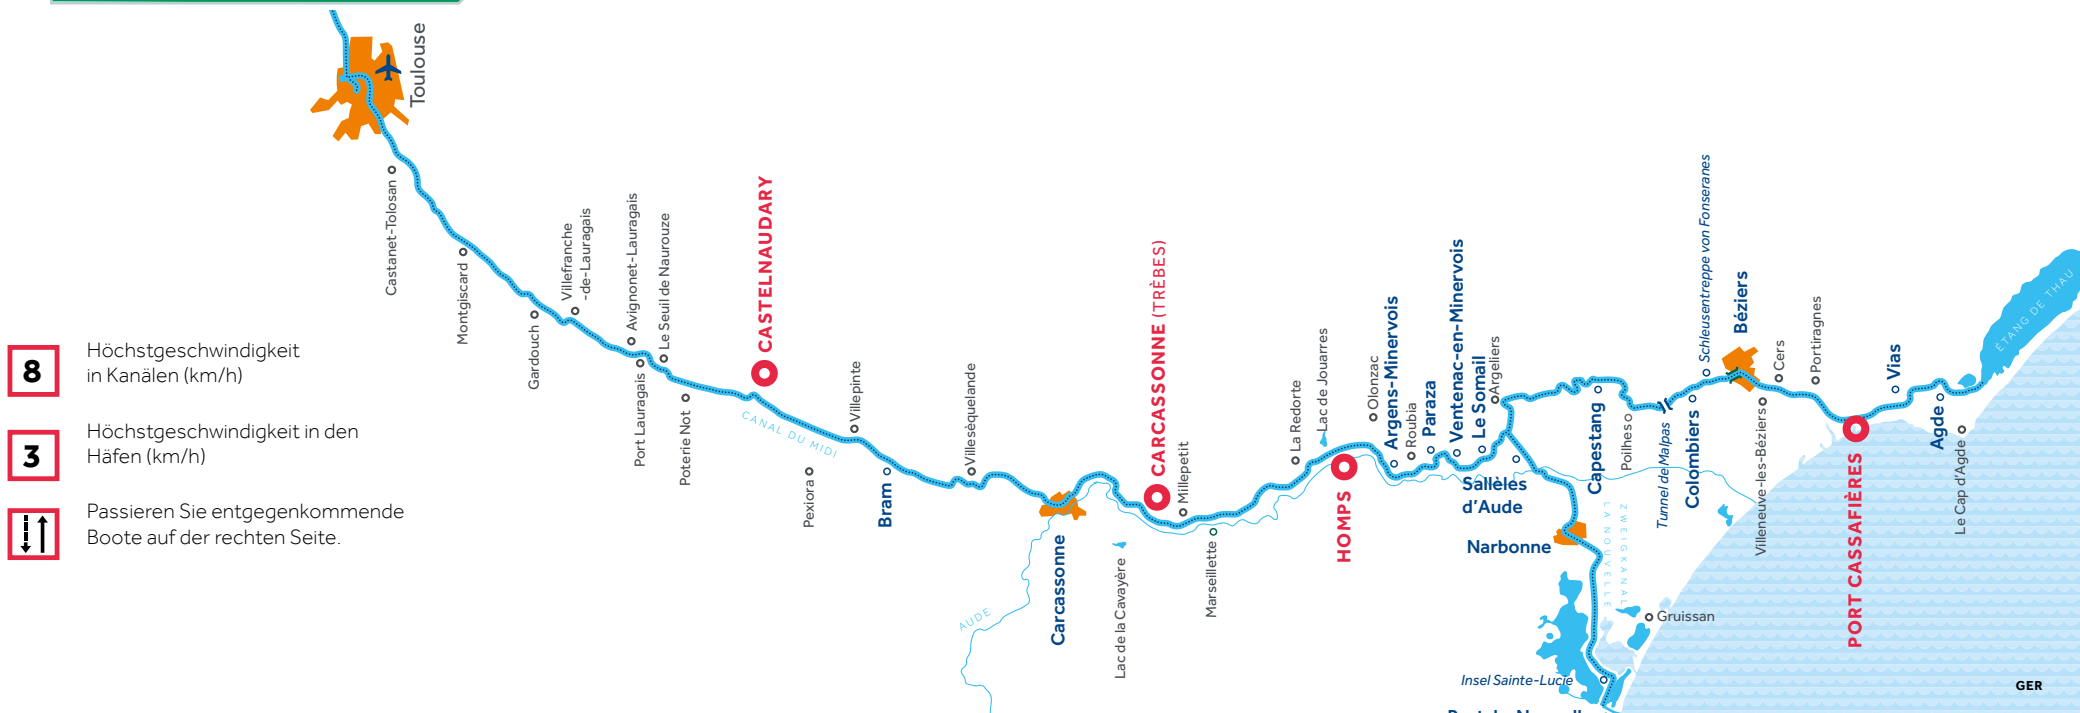 Toulouse
Castanet-Tolosan
Montgiscard
Gardouch
Villefranche
-de-Lauragais
Avignonet-Lauragais
Port Lauragais
Le Seuil de Naurouze
Poterie Not
CASTELNAUDARY
CANAL DU MIDI
Pexiora
Villepinte
Bram
Villesèquelande
AUDE
Carcassonne
Lac de la Cavayère
CARCASSONNE (TRÈBES)
Millepetit
Marseillette
La Redorte
Lac de Jouarres
HOMPS
Olonzac
Argens-Minervois
Roubia
Paraza
Ventenac-en-Minervois
Le Somail
Argeliers
Sallèles
d'Aude
Narbonne
Capestang
ZWEIGKANAL
LA NOUVELLE
Poilhes
Tunnel de Malpas
Colombiers
Schleusentreppe von Fonseranes
Béziers
Villeneuve-les-Béziers
Cers
Portiragnes
PORT CASSAFIÈRES
Vias
Agde
Le Cap d'Agde
ÉTANG DE THAU
Gruissan
Insel Sainte-Lucie
8
Höchstgeschwindigkeit
in Kanälen (km/h)
3
Höchstgeschwindigkeit in den
Häfen (km/h)
Passieren Sie entgegenkommende
Boote auf der rechten Seite.
GER